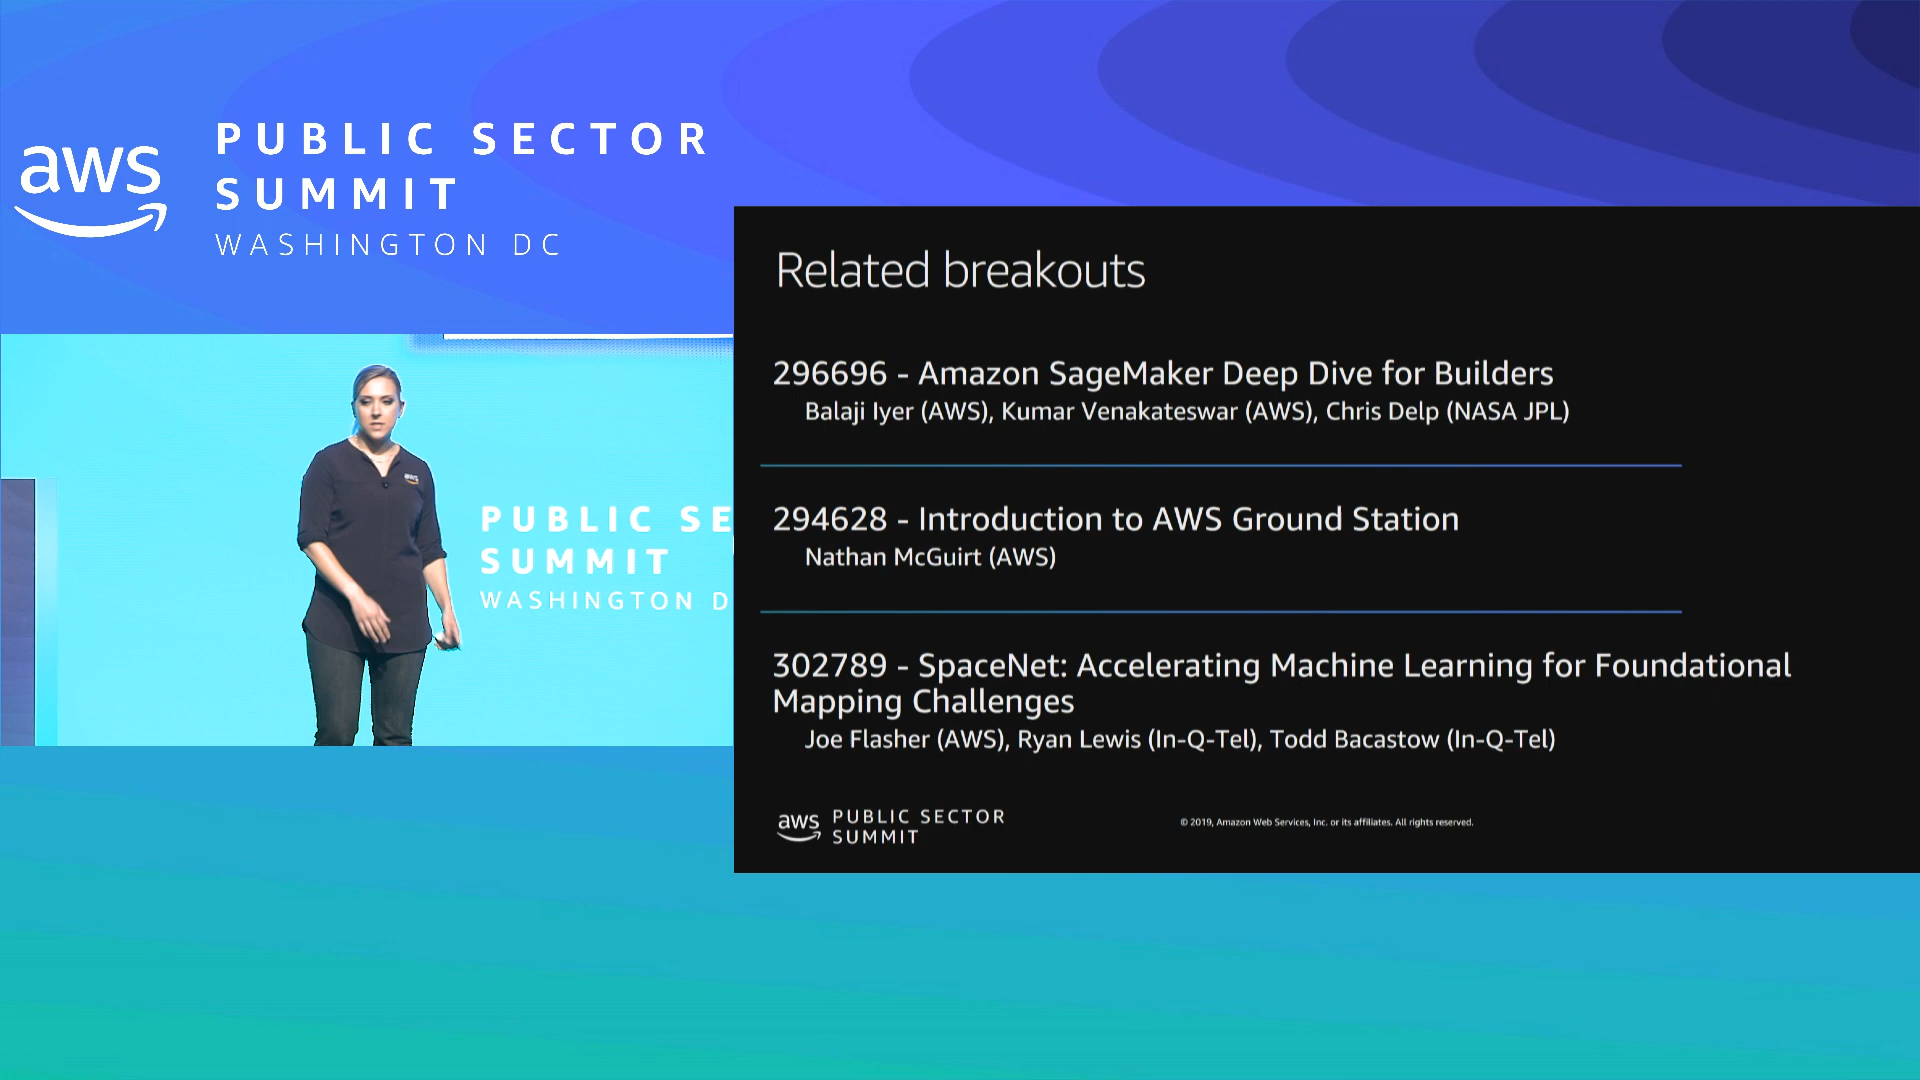 aws
PUBLIC SECTOR
SUMMIT
WASHINGTON DC
aws
PUBLIC SE
SUMMIT
WASHINGTON D
Related breakouts
296696 - Amazon SageMaker Deep Dive for Builders
Balaji Iyer (AWS), Kumar Venakateswar (AWS), Chris Delp (NASA JPL)
294628 - Introduction to AWS Ground Station
Nathan McGuirt (AWS)
302789 - SpaceNet: Accelerating Machine Learning for Foundational
Mapping Challenges
Joe Flasher (AWS), Ryan Lewis (In-Q-Tel), Todd Bacastow (In-Q-Tel)
aws
PUBLIC SECTOR
SUMMIT
© 2019, Amazon Web Services, Inc. or its affiliates. All rights reserved.